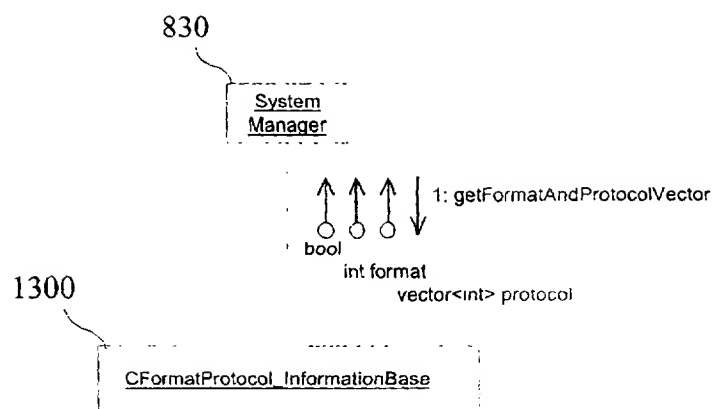 830
System
Manager
1: getFormatAndProtocolVector
bool
int format
vector<int> protocol
1300
CFormatProtocol_InformationBase